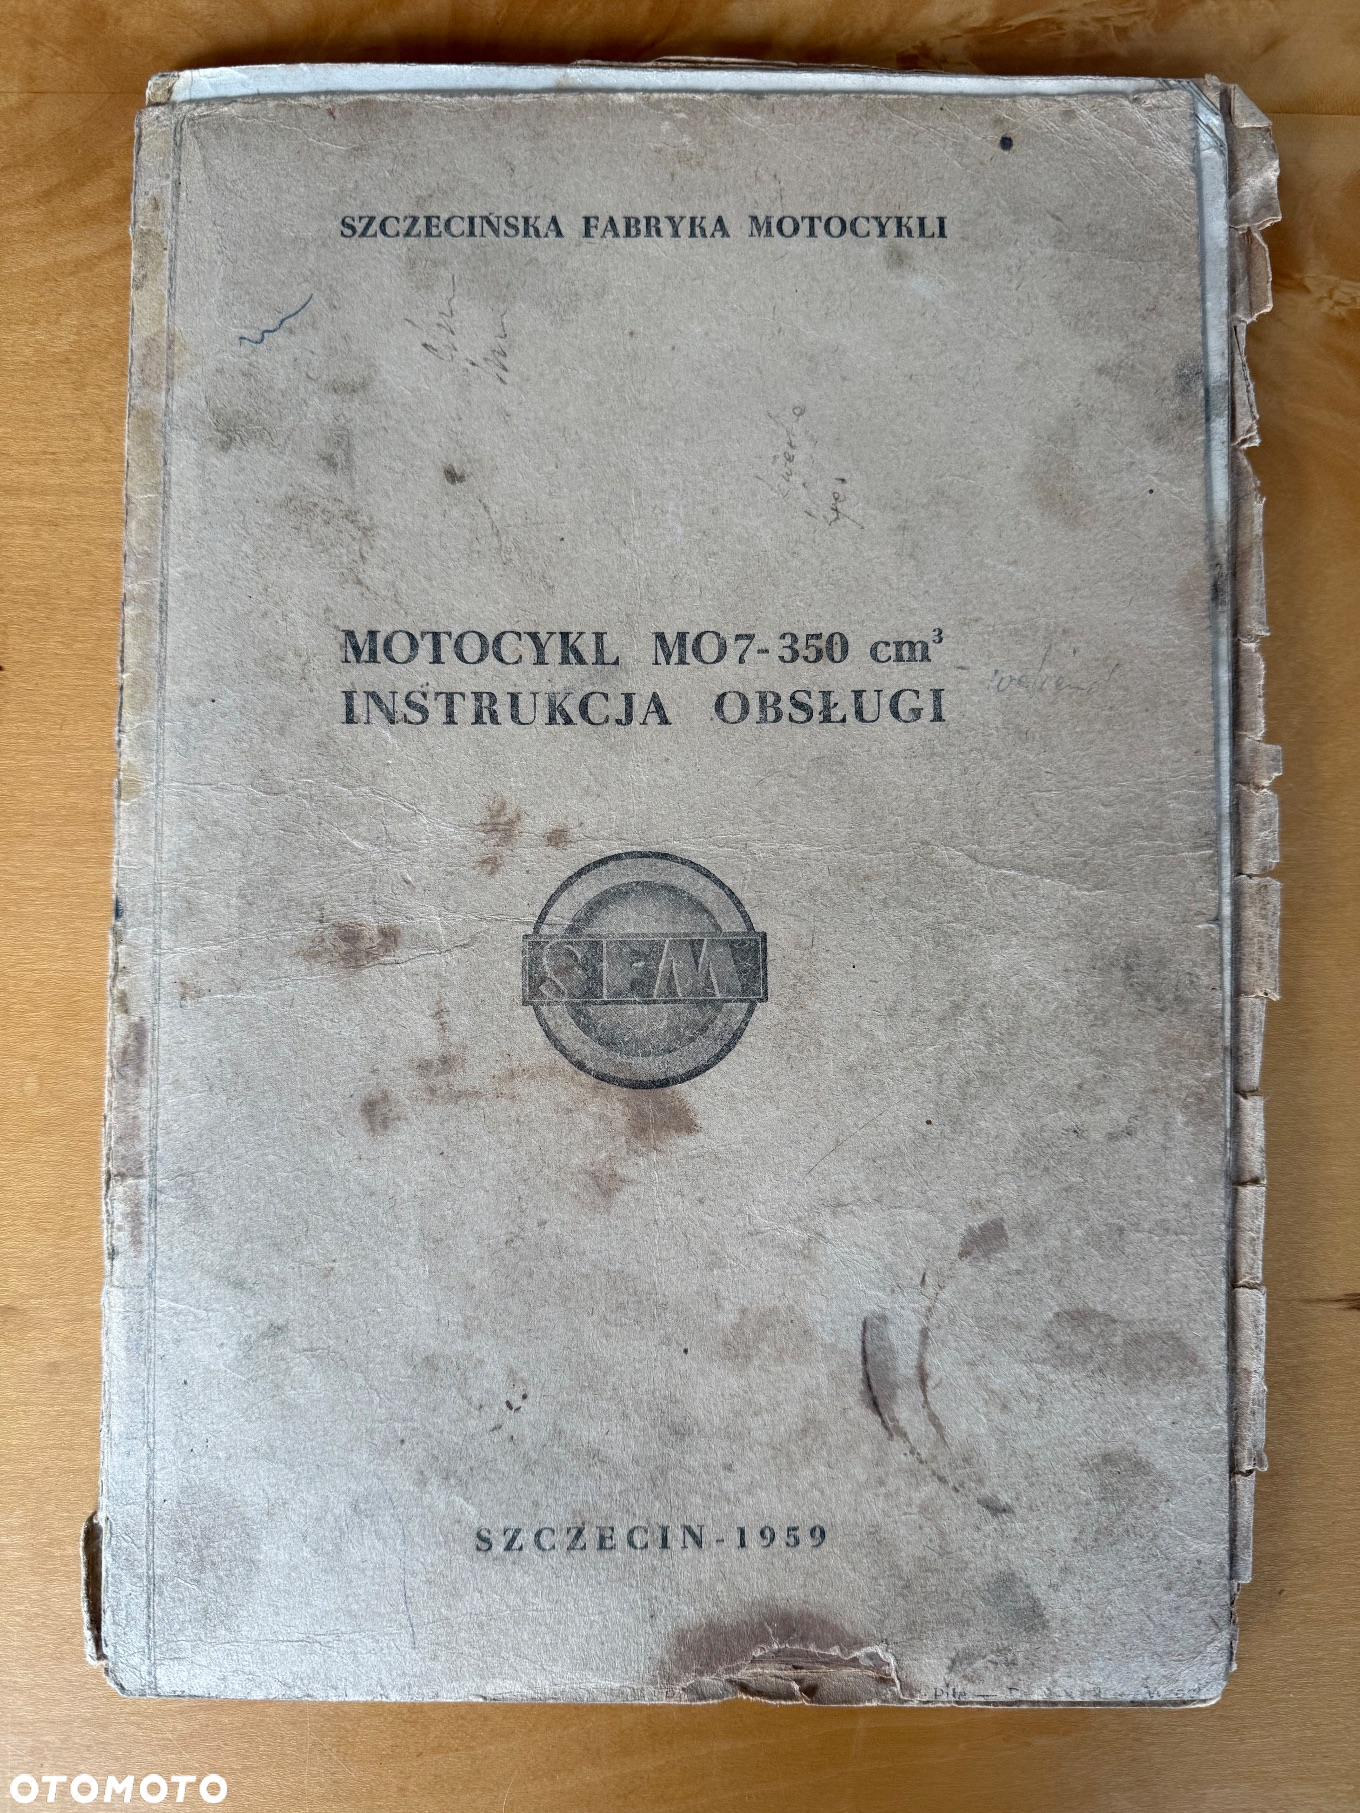 SZCZECIŃSKA FABRYKA MOTOCYKLI
MOTOCYKL MO7-350 cm³
INSTRUKCJA OBSŁUGI
SFM
SZCZECIN-1959
OTOMOTO